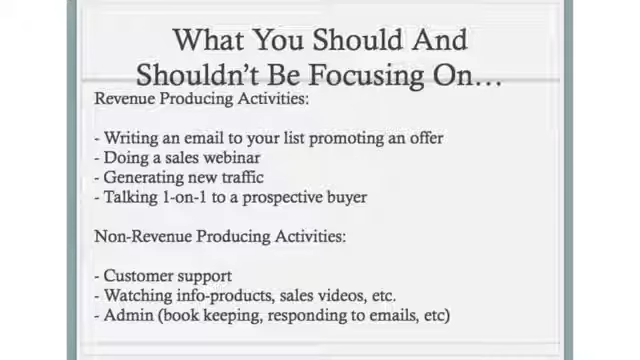 What You Should And
Shouldn't Be Focusing On…
Revenue Producing Activities:
- Writing an email to your list promoting an offer
- Doing a sales webinar
- Generating new traffic
- Talking 1-on-1 to a prospective buyer
Non-Revenue Producing Activities:
- Customer support
- Watching info-products, sales videos, etc.
- Admin (book keeping, responding to emails, etc)